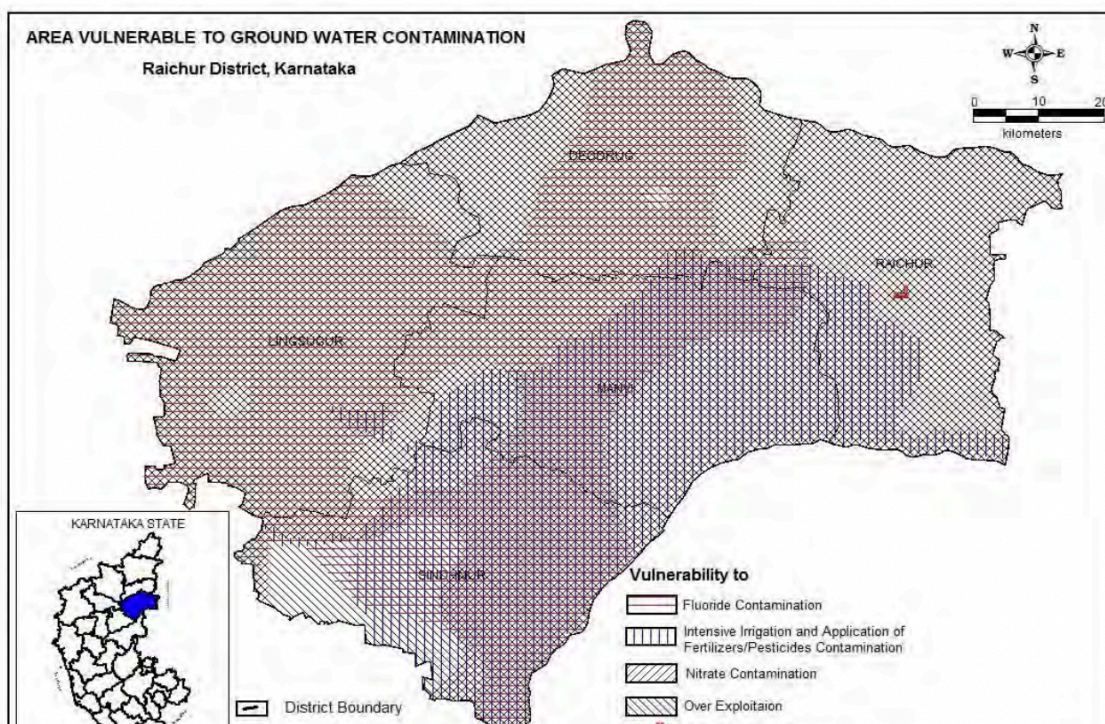 AREA VULNERABLE TO GROUND WATER CONTAMINATION
Raichur District, Karnataka
N
W E
S
0 10 20
kilometers
DEODRUG
RAICHUR
LINGSUGUR
MANVI
SINDHNUR
KARNATAKA STATE
District Boundary
Vulnerability to
Fluoride Contamination
Intensive Irrigation and Application of
Fertilizers/Pesticides Contamination
Nitrate Contamination
Over Exploitaion